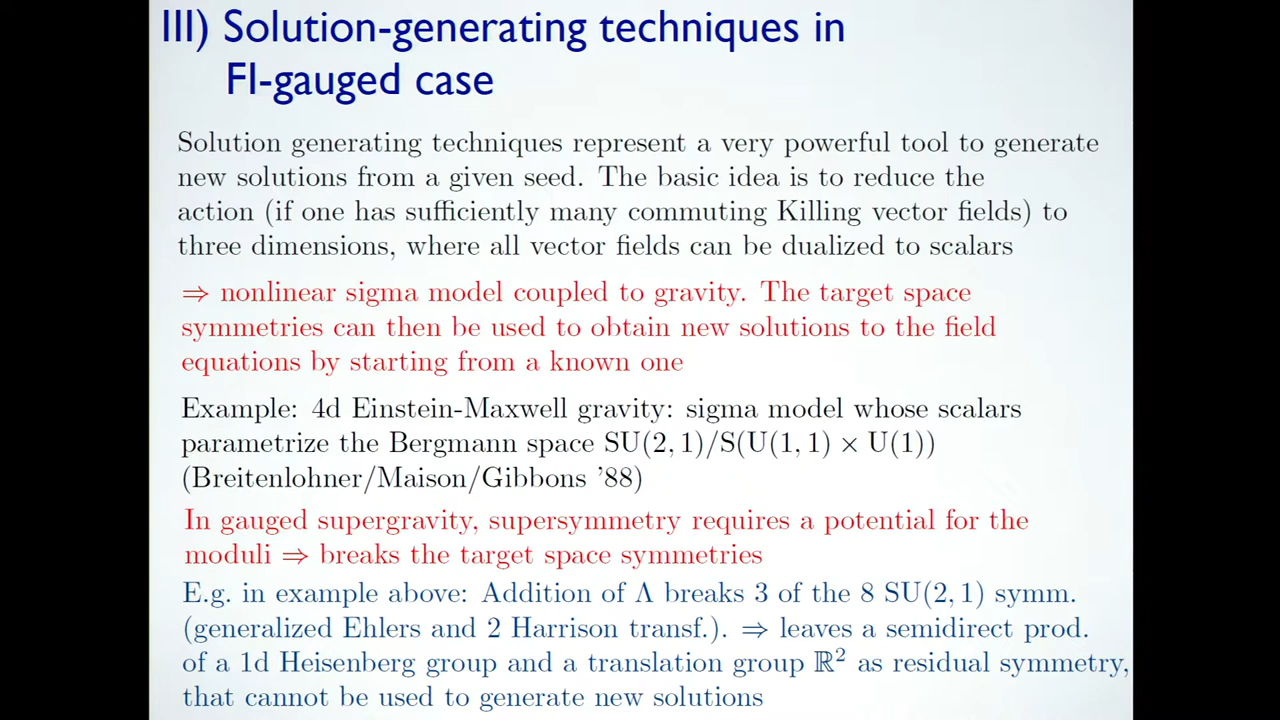 III) Solution-generating techniques in
FI-gauged case
Solution generating techniques represent a very powerful tool to generate
new solutions from a given seed. The basic idea is to reduce the
action (if one has sufficiently many commuting Killing vector fields) to
three dimensions, where all vector fields can be dualized to scalars
⇒ nonlinear sigma model coupled to gravity. The target space
symmetries can then be used to obtain new solutions to the field
equations by starting from a known one
Example: 4d Einstein-Maxwell gravity: sigma model whose scalars
parametrize the Bergmann space SU(2,1)/S(U(1,1) × U(1))
(Breitenlohner/Maison/Gibbons '88)
In gauged supergravity, supersymmetry requires a potential for the
moduli ⇒ breaks the target space symmetries
E.g. in example above: Addition of Λ breaks 3 of the 8 SU(2,1) symm.
(generalized Ehlers and 2 Harrison transf.). ⇒ leaves a semidirect prod.
of a 1d Heisenberg group and a translation group ℝ² as residual symmetry,
that cannot be used to generate new solutions